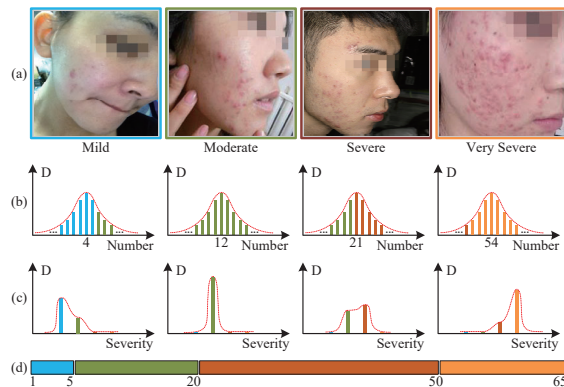 (a)
Mild Moderate Severe Very Severe
(b) D D D D
4 Number 12 Number 21 Number 54 Number
(c) D D D D
Severity Severity Severity Severity
(d)
1 5 20 50 65